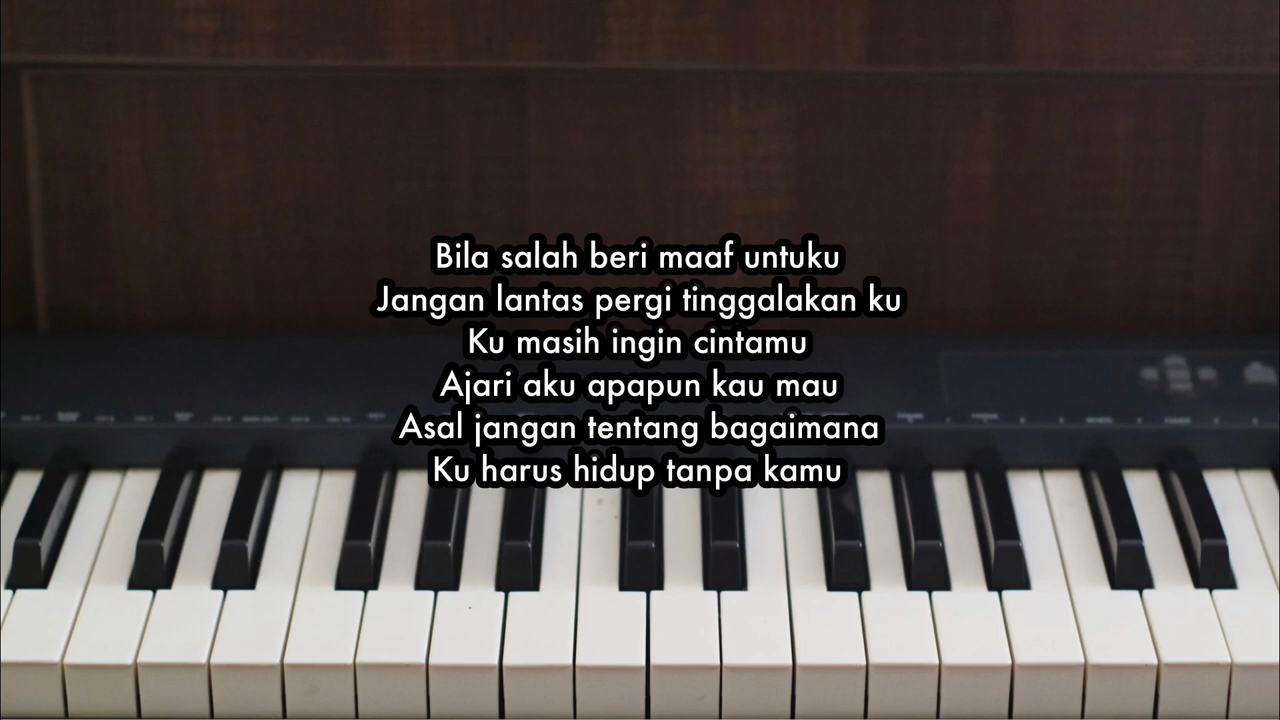 Bila salah beri maaf untuku
Jangan lantas pergi tinggalakan ku
Ku masih ingin cintamu
Ajari aku apapun kau mau
Asal jangan tentang bagaimana
Ku harus hidup tanpa kamu